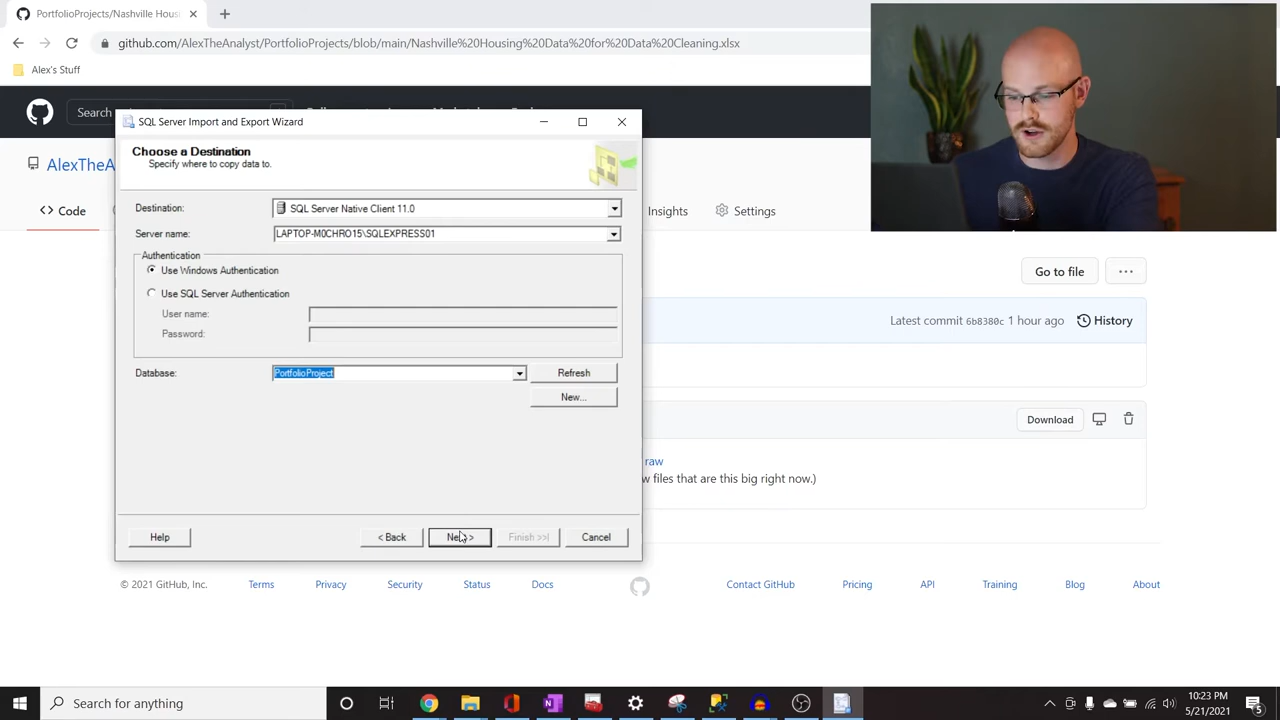 PortfolioProjects/Nashville Housi
github.com/AlexTheAnalyst/PortfolioProjects/blob/main/Nashville%20Housing%20Data%20for%20Data%20Cleaning.xlsx
Alex's Stuff
Search
SQL Server Import and Export Wizard
Choose a Destination
Specify where to copy data to.
AlexTheA
<> Code
Insights
Settings
Destination:
SQL Server Native Client 11.0
Server name:
LAPTOP-M0CHRO15\SQLEXPRESS01
Authentication
Use Windows Authentication
Use SQL Server Authentication
User name:
Password:
Database:
PortfolioProject
Refresh
New...
Go to file
Latest commit 6b8380c 1 hour ago
History
Download
raw
w files that are this big right now.)
Help
< Back
Next >
Finish >>|
Cancel
© 2021 GitHub, Inc.
Terms
Privacy
Security
Status
Docs
Contact GitHub
Pricing
API
Training
Blog
About
Search for anything
10:23 PM
5/21/2021
5